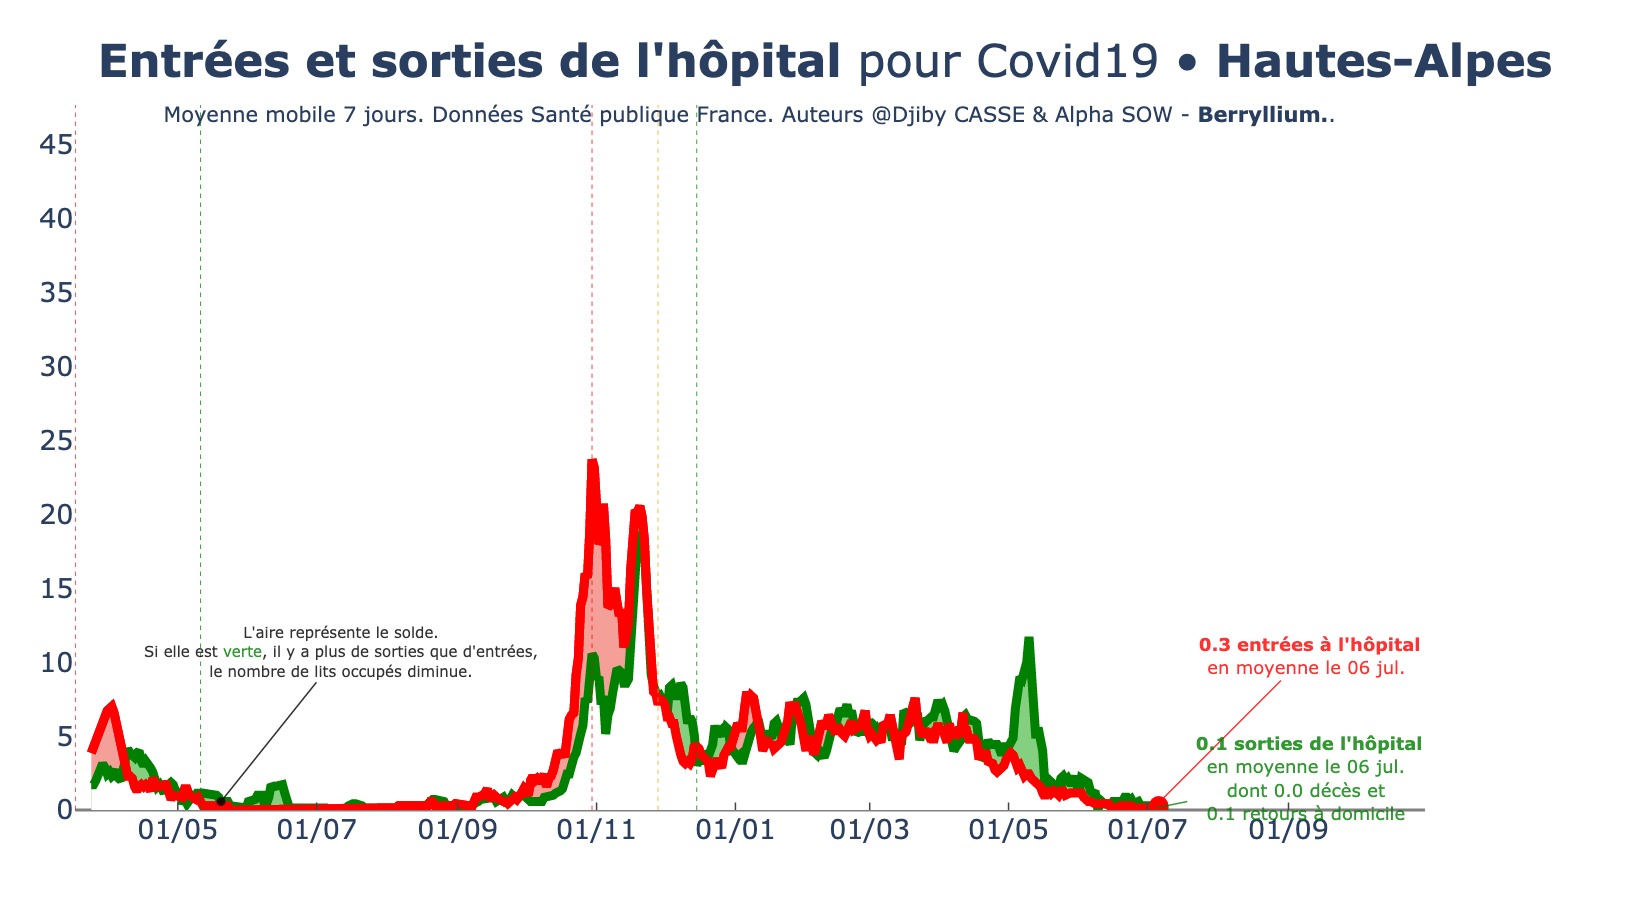 Entrées et sorties de l'hôpital pour Covid19 • Hautes-Alpes
Moyenne mobile 7 jours. Données Santé publique France. Auteurs @Djiby CASSE & Alpha SOW - Berryllium..
45
40
35
30
25
20
15
10
5
0
L'aire représente le solde.
Si elle est verte, il y a plus de sorties que d'entrées,
le nombre de lits occupés diminue.
0.3 entrées à l'hôpital
en moyenne le 06 jul.
0.1 sorties de l'hôpital
en moyenne le 06 jul.
dont 0.0 décès et
0.1 retours à domicile
01/05 01/07 01/09 01/11 01/01 01/03 01/05 01/07 01/09